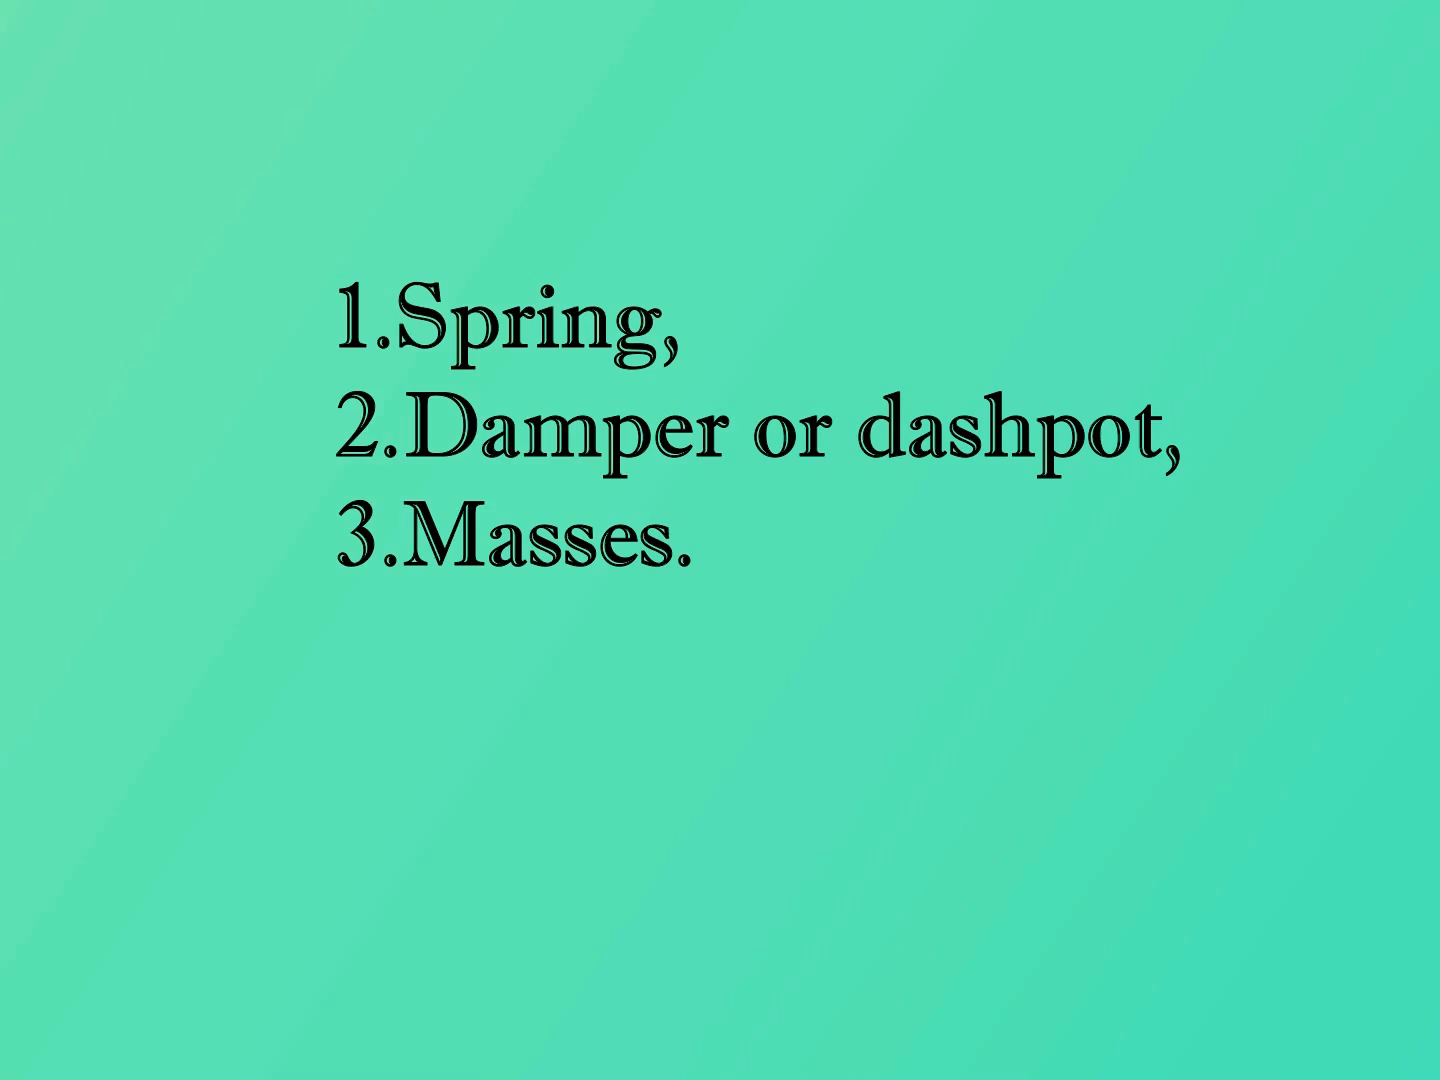 1.Spring,
2.Damper or dashpot,
3.Masses.